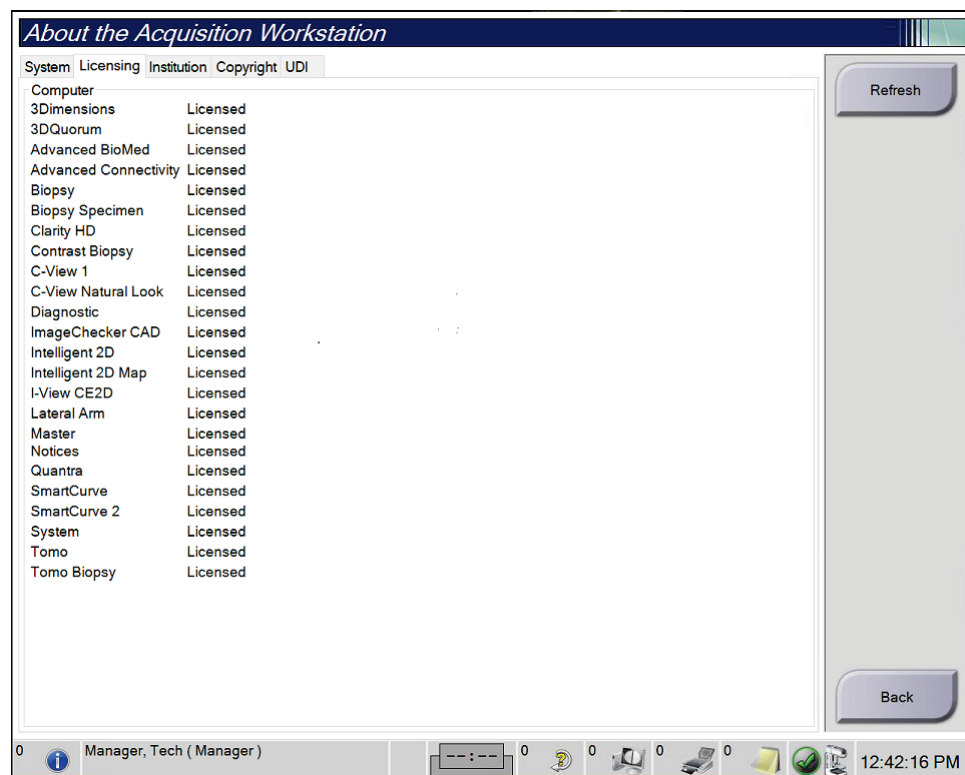 About the Acquisition Workstation
System Licensing Institution Copyright UDI
Computer
3Dimensions Licensed
3DQuorum Licensed
Advanced BioMed Licensed
Advanced Connectivity Licensed
Biopsy Licensed
Biopsy Specimen Licensed
Clarity HD Licensed
Contrast Biopsy Licensed
C-View 1 Licensed
C-View Natural Look Licensed
Diagnostic Licensed
ImageChecker CAD Licensed
Intelligent 2D Licensed
Intelligent 2D Map Licensed
I-View CE2D Licensed
Lateral Arm Licensed
Master Licensed
Notices Licensed
Quantra Licensed
SmartCurve Licensed
SmartCurve 2 Licensed
System Licensed
Tomo Licensed
Tomo Biopsy Licensed
Refresh
Back
0 Manager, Tech ( Manager ) --:-- 0 0 0 0 12:42:16 PM